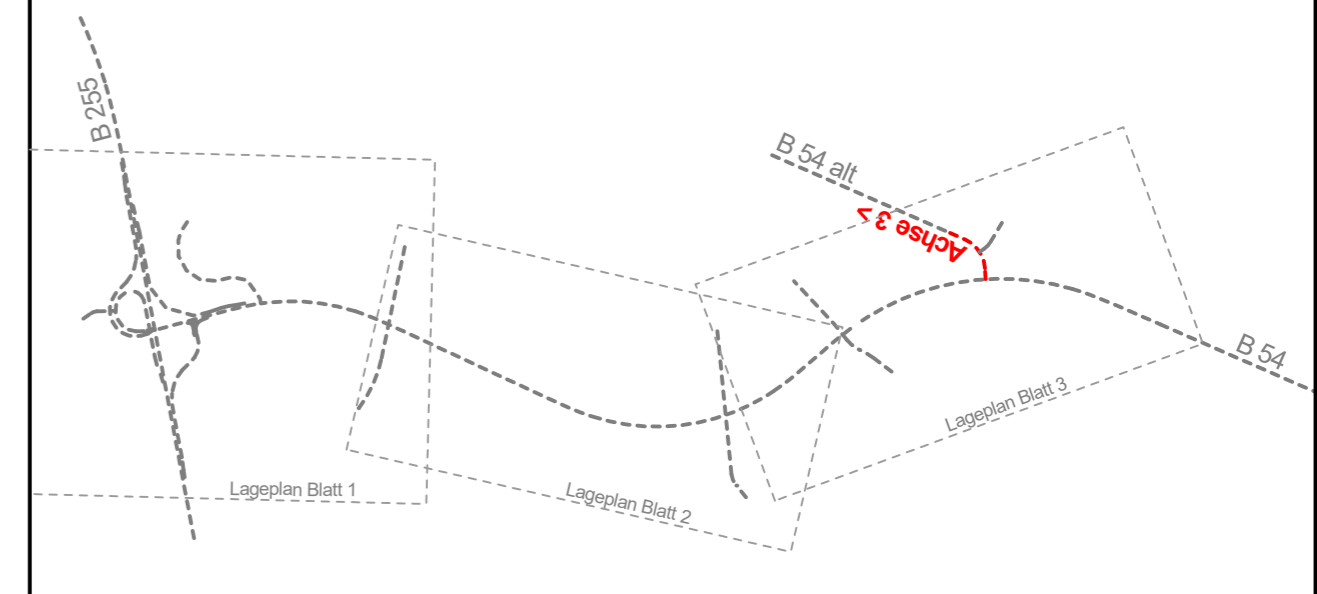 B 255
B 54 alt
Achse 3 >
B 54
Lageplan Blatt 3
Lageplan Blatt 1
Lageplan Blatt 2